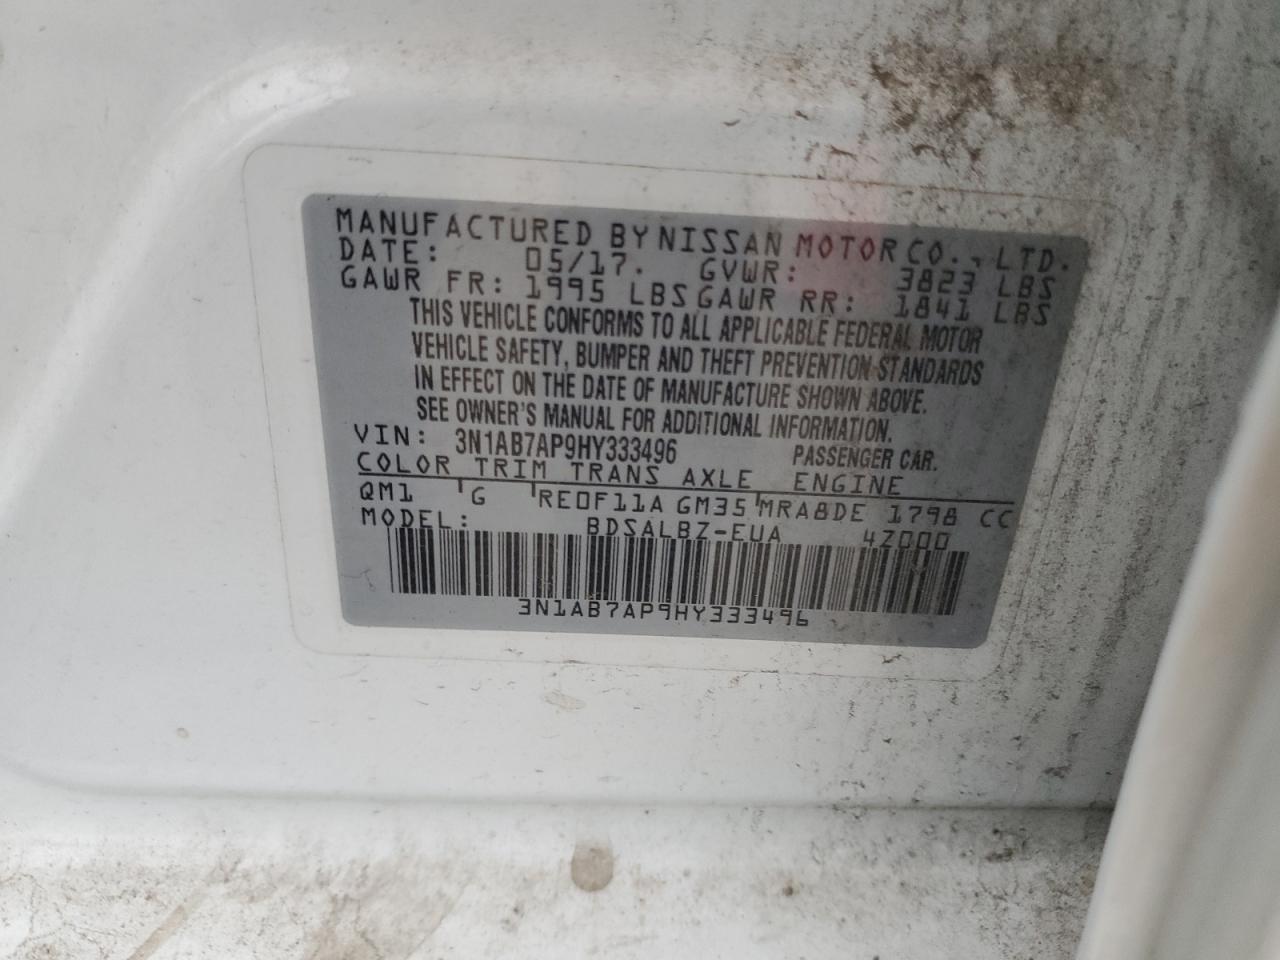 MANUFACTURED BY NISSAN MOTOR CO., LTD.
DATE: 05/17. GVWR: 3823 LBS
GAWR FR: 1995 LBS GAWR RR: 1841 LBS
THIS VEHICLE CONFORMS TO ALL APPLICABLE FEDERAL MOTOR
VEHICLE SAFETY, BUMPER AND THEFT PREVENTION STANDARDS
IN EFFECT ON THE DATE OF MANUFACTURE SHOWN ABOVE.
SEE OWNER'S MANUAL FOR ADDITIONAL INFORMATION.
VIN: 3N1AB7AP9HY333496 PASSENGER CAR.
COLOR TRIM TRANS AXLE ENGINE
QM1 G RE0F11A GM35 MRA8DE 1798 CC
MODEL: BDSALBZ-EUA 4Z000
3N1AB7AP9HY333496